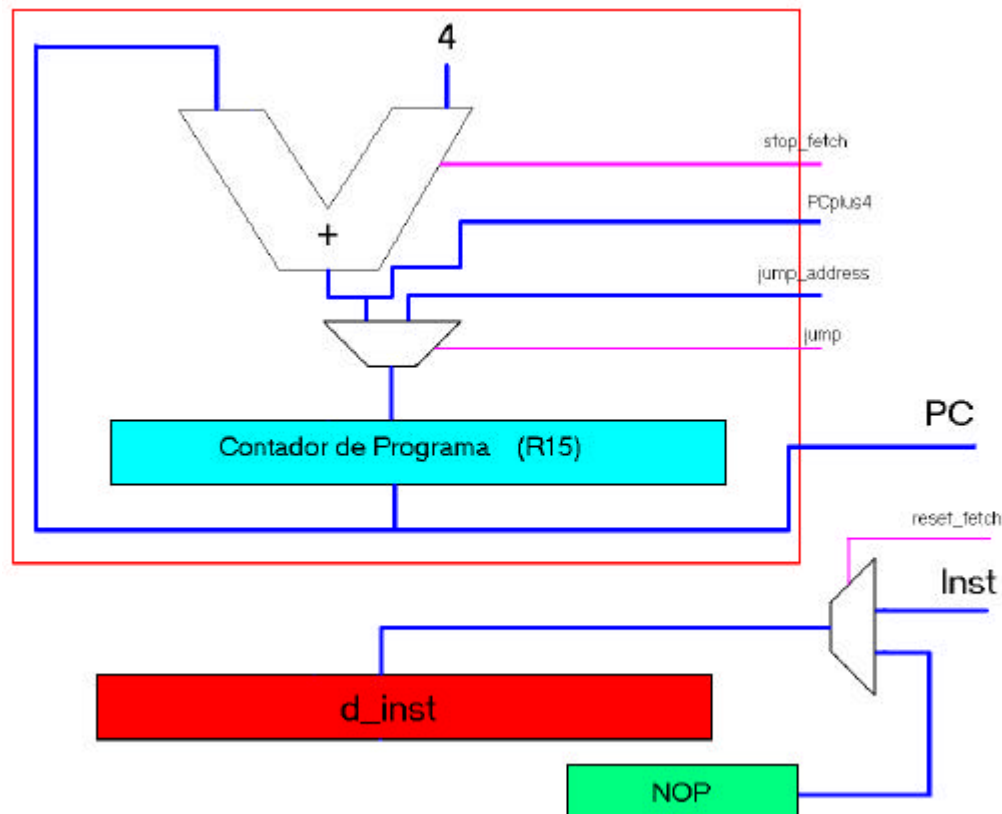 4
stop_fetch
PCplus4
+
jump_address
jump
PC
Contador de Programa (R15)
reset_fetch
Inst
d_inst
NOP